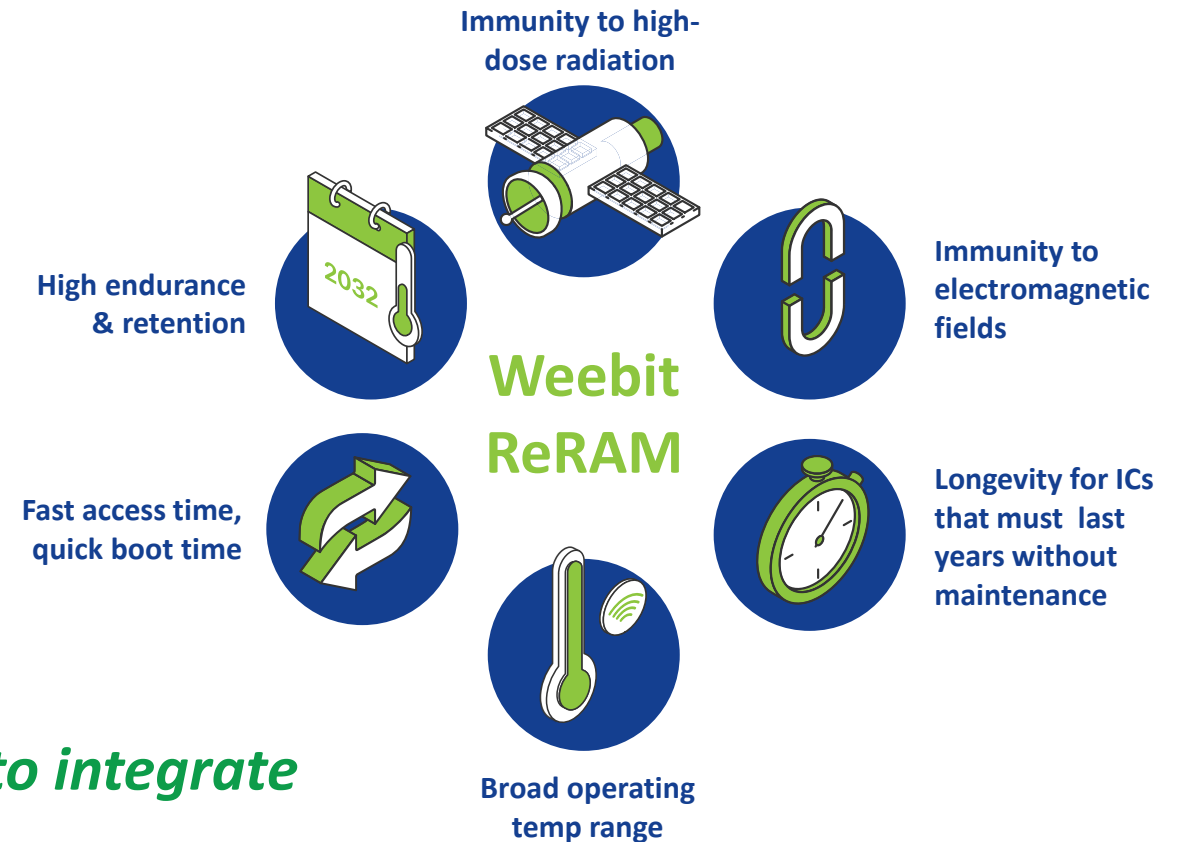 Immunity to high-
dose radiation
High endurance
& retention
2032
Immunity to
electromagnetic
fields
Weebit
ReRAM
Fast access time,
quick boot time
Longevity for ICs
that must  last
years without
maintenance
to integrate
Broad operating
temp range